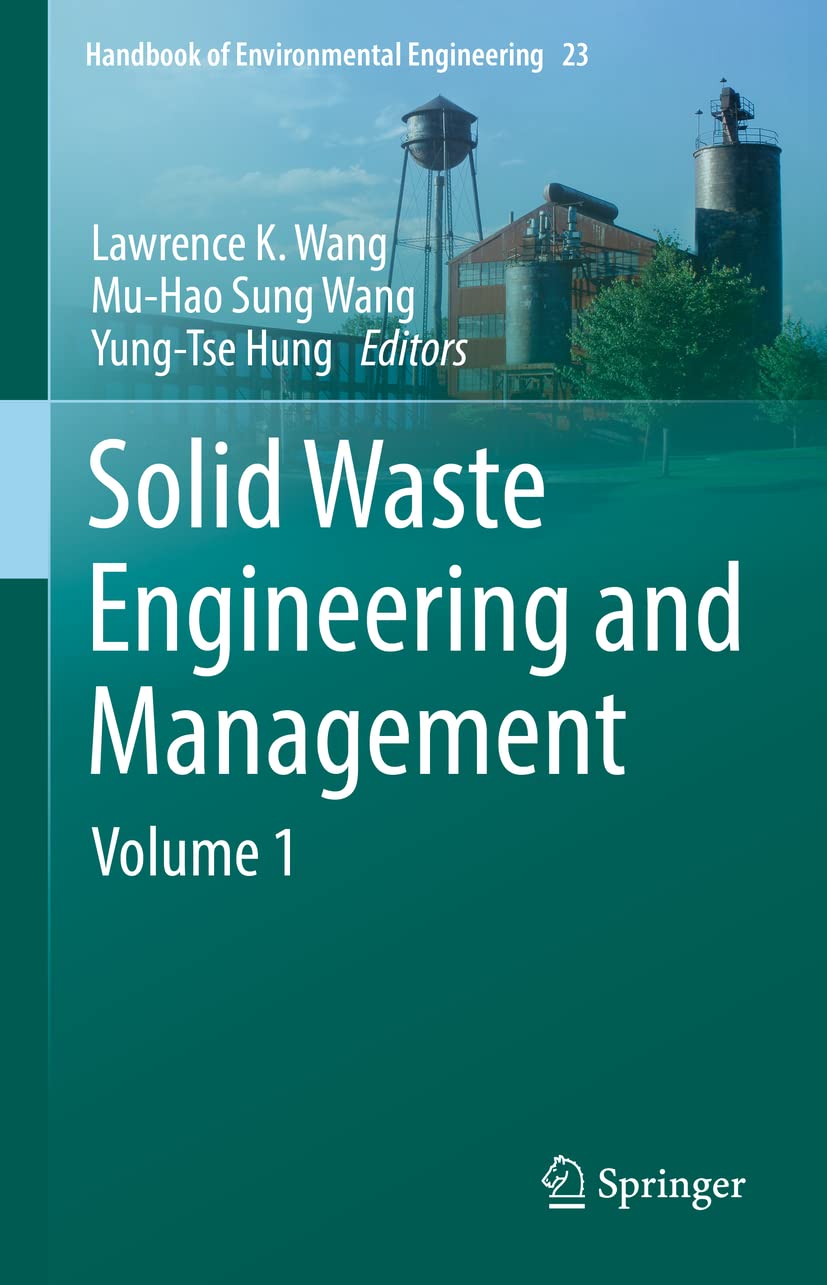 Handbook of Environmental Engineering 23
Lawrence K. Wang
Mu-Hao Sung Wang
Yung-Tse Hung Editors
Solid Waste
Engineering and
Management
Volume 1
Springer